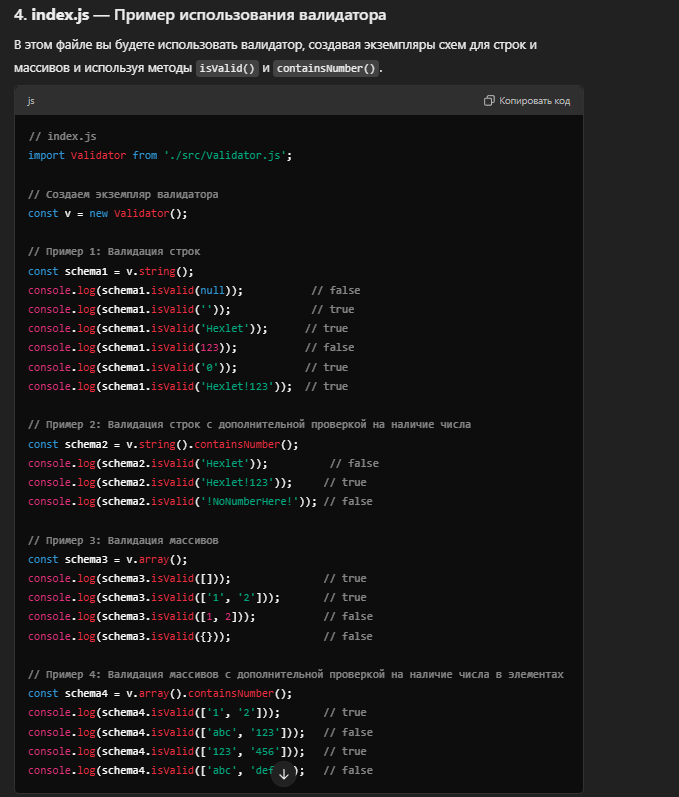 4. index.js — Пример использования валидатора
В этом файле вы будете использовать валидатор, создавая экземпляры схем для строк и
массивов и используя методы isValid() и containsNumber().
js
Копировать код
// index.js
import Validator from './src/Validator.js';
// Создаем экземпляр валидатора
const v = new Validator();
// Пример 1: Валидация строк
const schema1 = v.string();
console.log(schema1.isValid(null)); // false
console.log(schema1.isValid('')); // true
console.log(schema1.isValid('Hexlet')); // true
console.log(schema1.isValid(123)); // false
console.log(schema1.isValid('0')); // true
console.log(schema1.isValid('Hexlet!123')); // true
// Пример 2: Валидация строк с дополнительной проверкой на наличие числа
const schema2 = v.string().containsNumber();
console.log(schema2.isValid('Hexlet')); // false
console.log(schema2.isValid('Hexlet!123')); // true
console.log(schema2.isValid('!NoNumberHere!')); // false
// Пример 3: Валидация массивов
const schema3 = v.array();
console.log(schema3.isValid([])); // true
console.log(schema3.isValid(['1', '2'])); // true
console.log(schema3.isValid([1, 2])); // false
console.log(schema3.isValid({})); // false
// Пример 4: Валидация массивов с дополнительной проверкой на наличие числа в элементах
const schema4 = v.array().containsNumber();
console.log(schema4.isValid(['1', '2'])); // true
console.log(schema4.isValid(['abc', '123'])); // false
console.log(schema4.isValid(['123', '456'])); // true
console.log(schema4.isValid(['abc', 'def ); // false